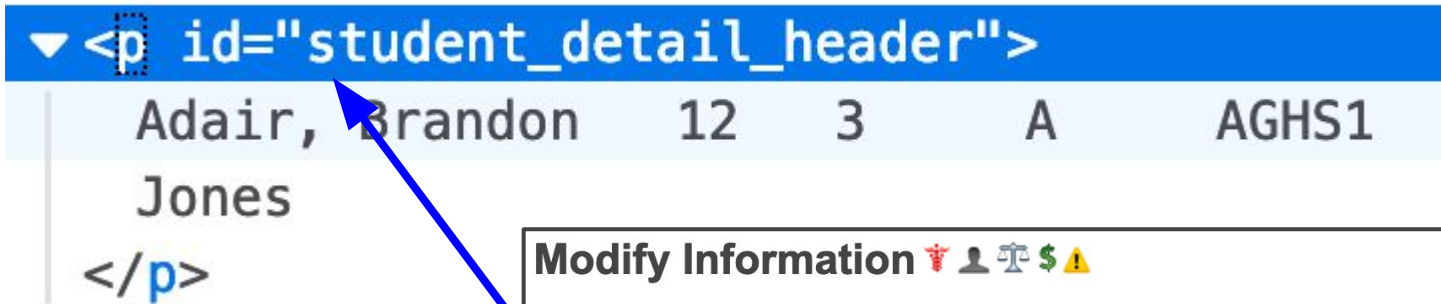 <p id="student_detail_header">
Adair, Brandon 12 3 A AGHS1
Jones
</p>
Modify Information